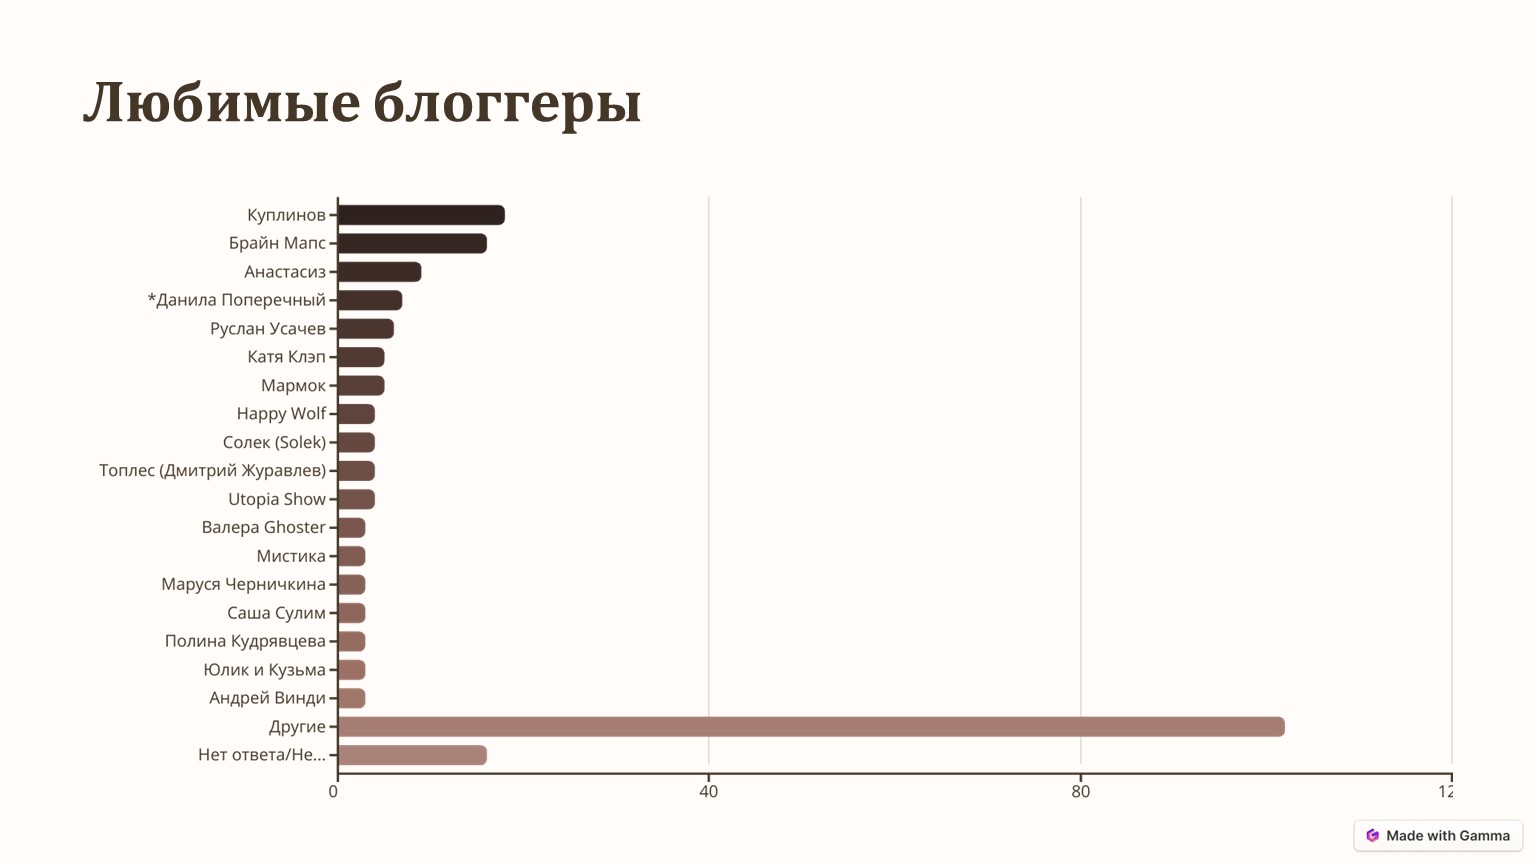 Любимые блоггеры
Куплинов
Брайн Мапс
Анастасиз
*Данила Поперечный
Руслан Усачев
Катя Клэп
Мармок
Happy Wolf
Солек (Solek)
Топлес (Дмитрий Журавлев)
Utopia Show
Валера Ghoster
Мистика
Маруся Черничкина
Саша Сулим
Полина Кудрявцева
Юлик и Кузьма
Андрей Винди
Другие
Нет ответа/Не...
0 40 80 12
Made with Gamma